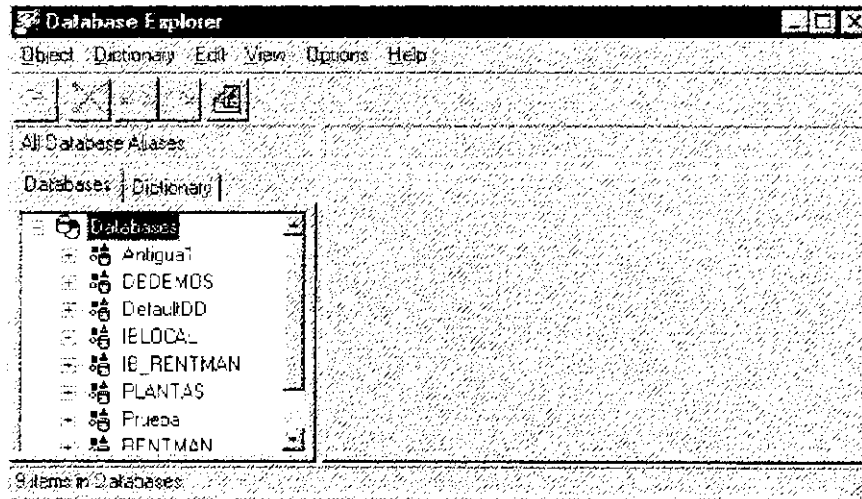 Database Explorer
Object Dictionary Edit View Options Help
All Database Aliases
Databases Dictionary
Databases
Antigua1
DBDEMOS
DefaultDD
IBLOCAL
IB_RENTMAN
PLANTAS
Prueba
RENTMAN
9 items in Databases